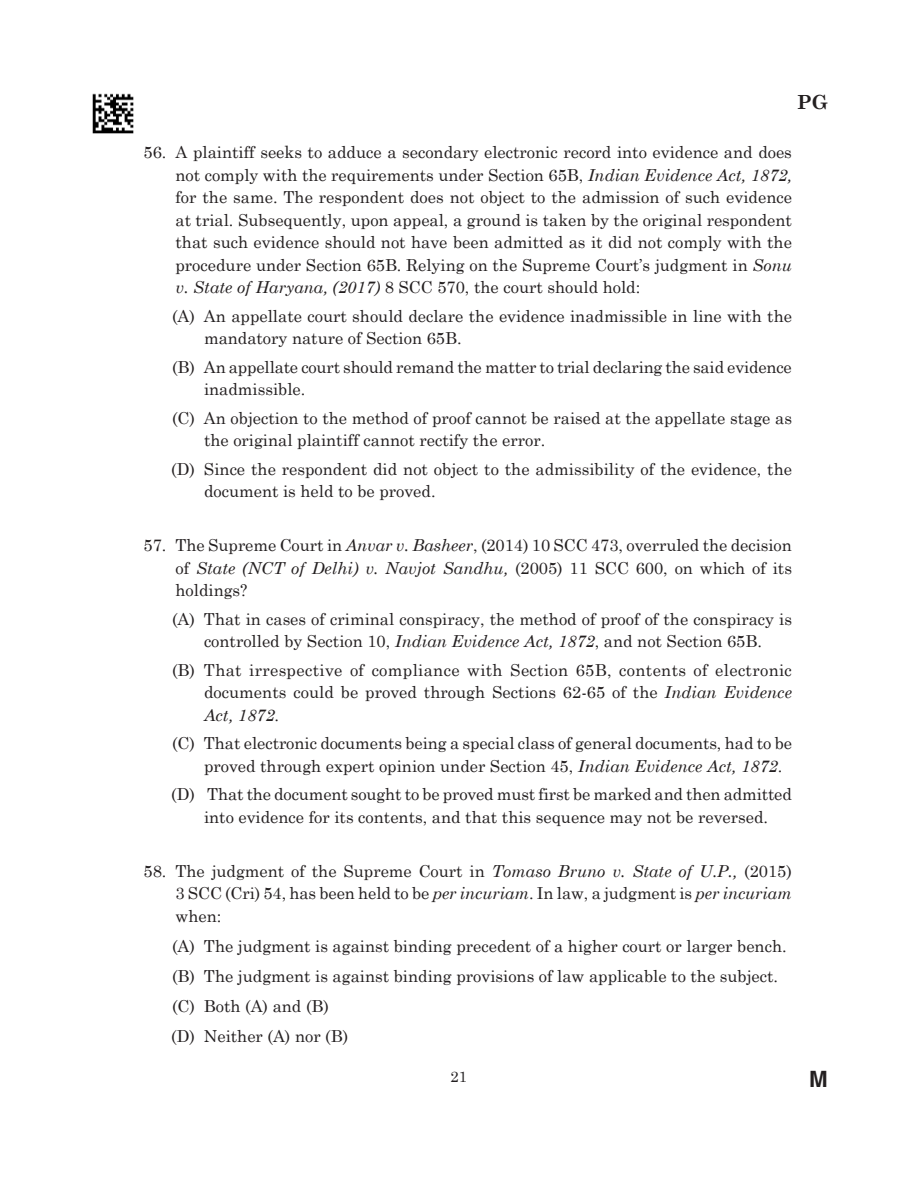 PG
56. A plaintiff seeks to adduce a secondary electronic record into evidence and does
not comply with the requirements under Section 65B, Indian Evidence Act, 1872,
for the same. The respondent does not object to the admission of such evidence
at trial. Subsequently, upon appeal, a ground is taken by the original respondent
that such evidence should not have been admitted as it did not comply with the
procedure under Section 65B. Relying on the Supreme Court’s judgment in Sonu
v. State of Haryana, (2017) 8 SCC 570, the court should hold:
(A) An appellate court should declare the evidence inadmissible in line with the
mandatory nature of Section 65B.
(B) An appellate court should remand the matter to trial declaring the said evidence
inadmissible.
(C) An objection to the method of proof cannot be raised at the appellate stage as
the original plaintiff cannot rectify the error.
(D) Since the respondent did not object to the admissibility of the evidence, the
document is held to be proved.
57. The Supreme Court in Anvar v. Basheer, (2014) 10 SCC 473, overruled the decision
of State (NCT of Delhi) v. Navjot Sandhu, (2005) 11 SCC 600, on which of its
holdings?
(A) That in cases of criminal conspiracy, the method of proof of the conspiracy is
controlled by Section 10, Indian Evidence Act, 1872, and not Section 65B.
(B) That irrespective of compliance with Section 65B, contents of electronic
documents could be proved through Sections 62-65 of the Indian Evidence
Act, 1872.
(C) That electronic documents being a special class of general documents, had to be
proved through expert opinion under Section 45, Indian Evidence Act, 1872.
(D) That the document sought to be proved must first be marked and then admitted
into evidence for its contents, and that this sequence may not be reversed.
58. The judgment of the Supreme Court in Tomaso Bruno v. State of U.P., (2015)
3 SCC (Cri) 54, has been held to be per incuriam. In law, a judgment is per incuriam
when:
(A) The judgment is against binding precedent of a higher court or larger bench.
(B) The judgment is against binding provisions of law applicable to the subject.
(C) Both (A) and (B)
(D) Neither (A) nor (B)
21
M